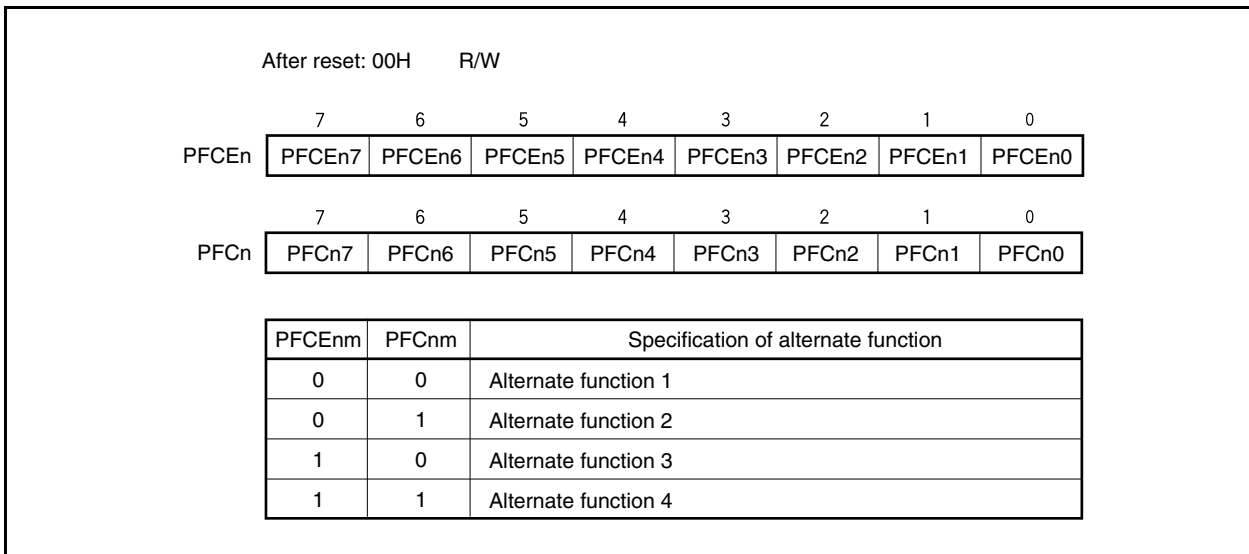 After reset: 00H R/W
7 6 5 4 3 2 1 0
PFCEn PFCEn7 PFCEn6 PFCEn5 PFCEn4 PFCEn3 PFCEn2 PFCEn1 PFCEn0
7 6 5 4 3 2 1 0
PFCn PFCn7 PFCn6 PFCn5 PFCn4 PFCn3 PFCn2 PFCn1 PFCn0
PFCEnm PFCnm Specification of alternate function
0 0 Alternate function 1
0 1 Alternate function 2
1 0 Alternate function 3
1 1 Alternate function 4